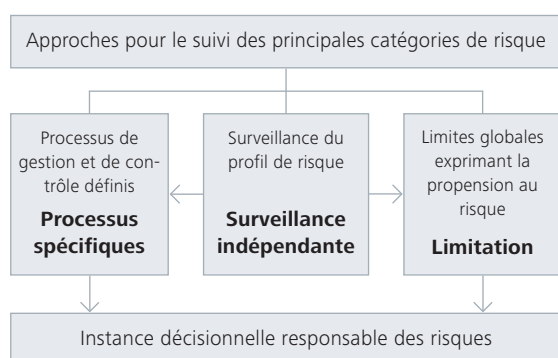 Approches pour le suivi des principales catégories de risque
Processus de
gestion et de con-
trôle définis
Processus
spécifiques
Surveillance du
profil de risque
Surveillance
indépendante
Limites globales
exprimant la
propension au
risque
Limitation
Instance décisionnelle responsable des risques